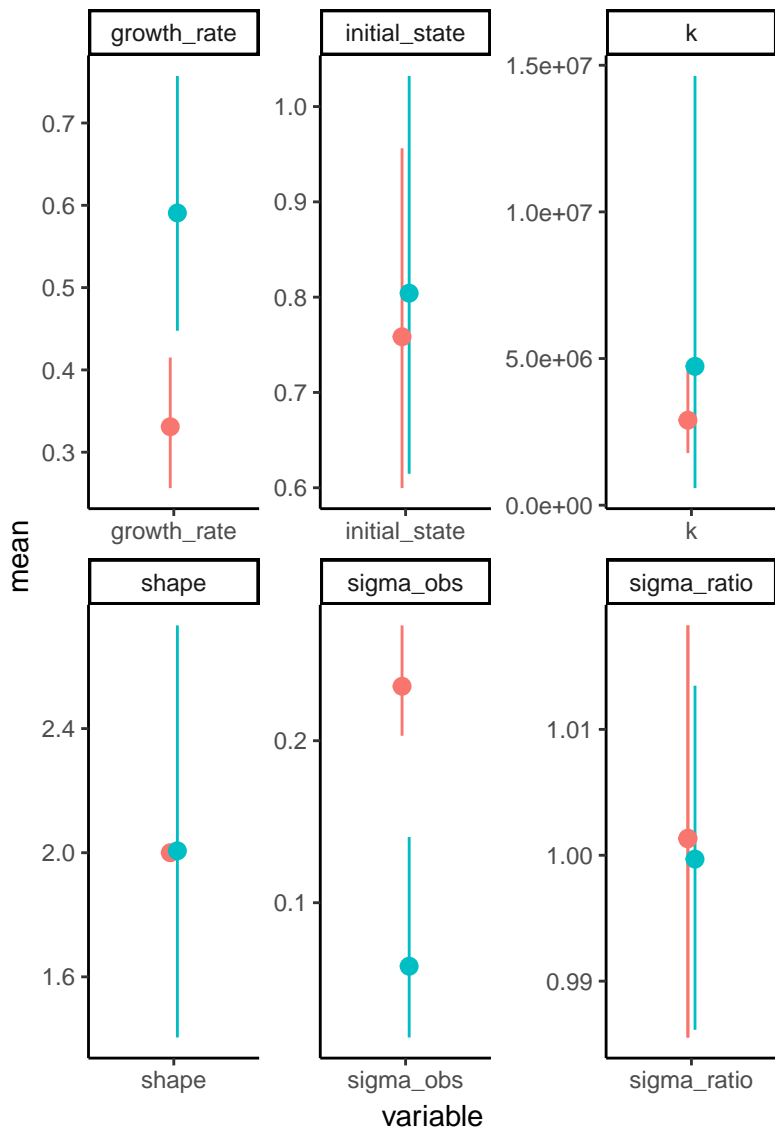 growth_rate
initial_state
k
0.7
0.6
0.5
0.4
0.3
1.0
0.9
0.8
0.7
0.6
1.5e+07
1.0e+07
5.0e+06
0.0e+00
growth_rate
initial_state
k
mean
shape
sigma_obs
sigma_ratio
2.4
2.0
1.6
0.2
0.1
1.01
1.00
0.99
shape
sigma_obs
sigma_ratio
variable